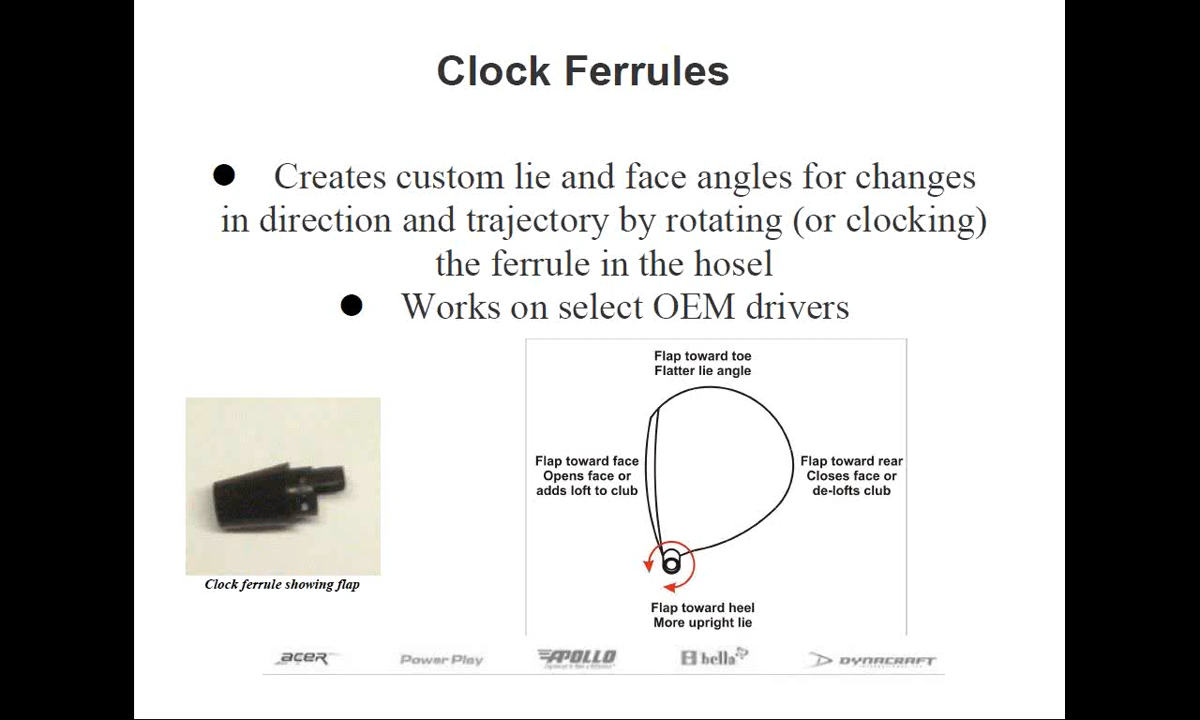 Clock Ferrules
● Creates custom lie and face angles for changes
in direction and trajectory by rotating (or clocking)
the ferrule in the hosel
● Works on select OEM drivers
Flap toward toe
Flatter lie angle
Flap toward face
Opens face or
adds loft to club
Flap toward rear
Closes face or
de-lofts club
Clock ferrule showing flap
Flap toward heel
More upright lie
ACER
Power Play
APOLLO
bella
DYNACRAFT